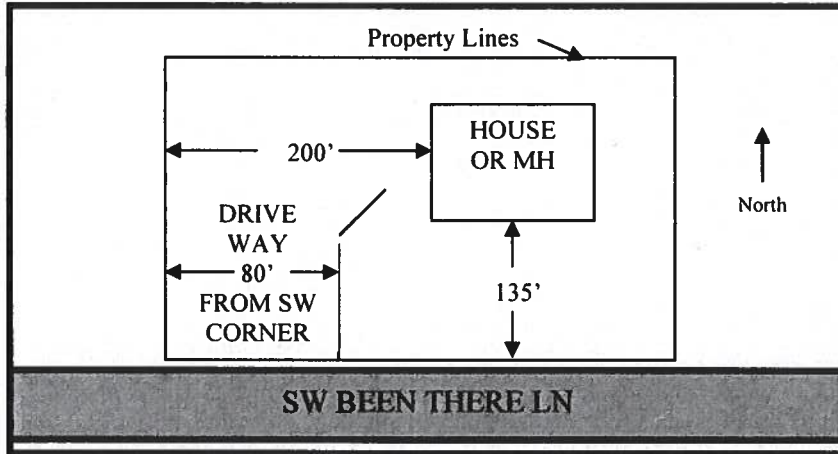 Property Lines
HOUSE
OR MH
200'
North
DRIVE
WAY
80'
FROM SW
CORNER
135'
SW BEEN THERE LN